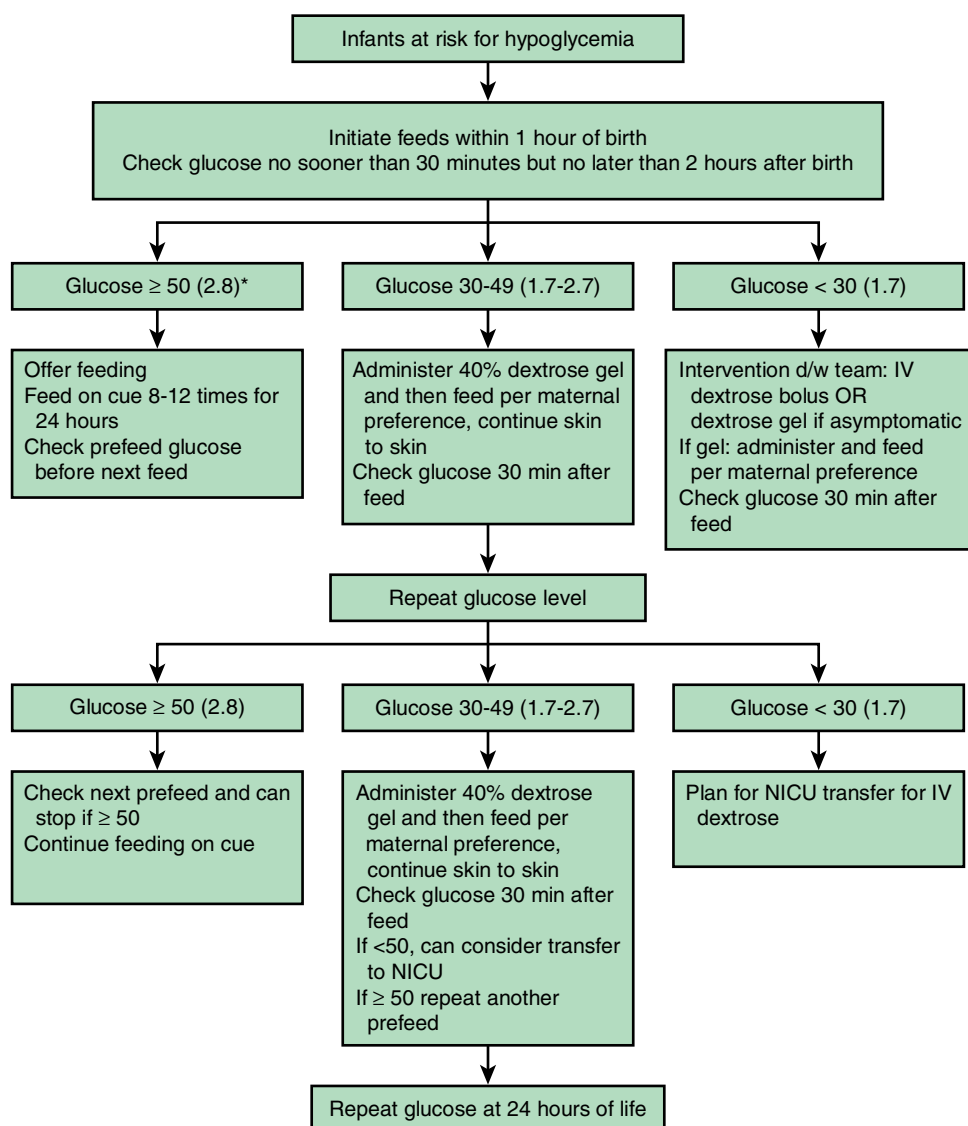 Infants at risk for hypoglycemia
Initiate feeds within 1 hour of birth
Check glucose no sooner than 30 minutes but no later than 2 hours after birth
Glucose ≥ 50 (2.8)*
Offer feeding
Feed on cue 8-12 times for
24 hours
Check prefeed glucose
before next feed
Glucose 30-49 (1.7-2.7)
Administer 40% dextrose gel
and then feed per maternal
preference, continue skin
to skin
Check glucose 30 min after
feed
Glucose < 30 (1.7)
Intervention d/w team: IV
dextrose bolus OR
dextrose gel if asymptomatic
If gel: administer and feed
per maternal preference
Check glucose 30 min after
feed
Repeat glucose level
Glucose ≥ 50 (2.8)
Check next prefeed and can
stop if ≥ 50
Continue feeding on cue
Glucose 30-49 (1.7-2.7)
Administer 40% dextrose
gel and then feed per
maternal preference,
continue skin to skin
Check glucose 30 min after
feed
If <50, can consider transfer
to NICU
If ≥ 50 repeat another
prefeed
Glucose < 30 (1.7)
Plan for NICU transfer for IV
dextrose
Repeat glucose at 24 hours of life